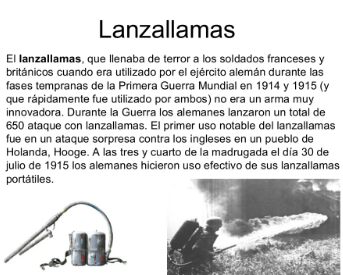 Lanzallamas
El lanzallamas, que llenaba de terror a los soldados franceses y
británicos cuando era utilizado por el ejército alemán durante las
fases tempranas de la Primera Guerra Mundial en 1914 y 1915 (y
que rápidamente fue utilizado por ambos) no era un arma muy
innovadora. Durante la Guerra los alemanes lanzaron un total de
650 ataque con lanzallamas. El primer uso notable del lanzallamas
fue en un ataque sorpresa contra los ingleses en un pueblo de
Holanda, Hooge. A las tres y cuarto de la madrugada el día 30 de
julio de 1915 los alemanes hicieron uso efectivo de sus lanzallamas
portátiles.